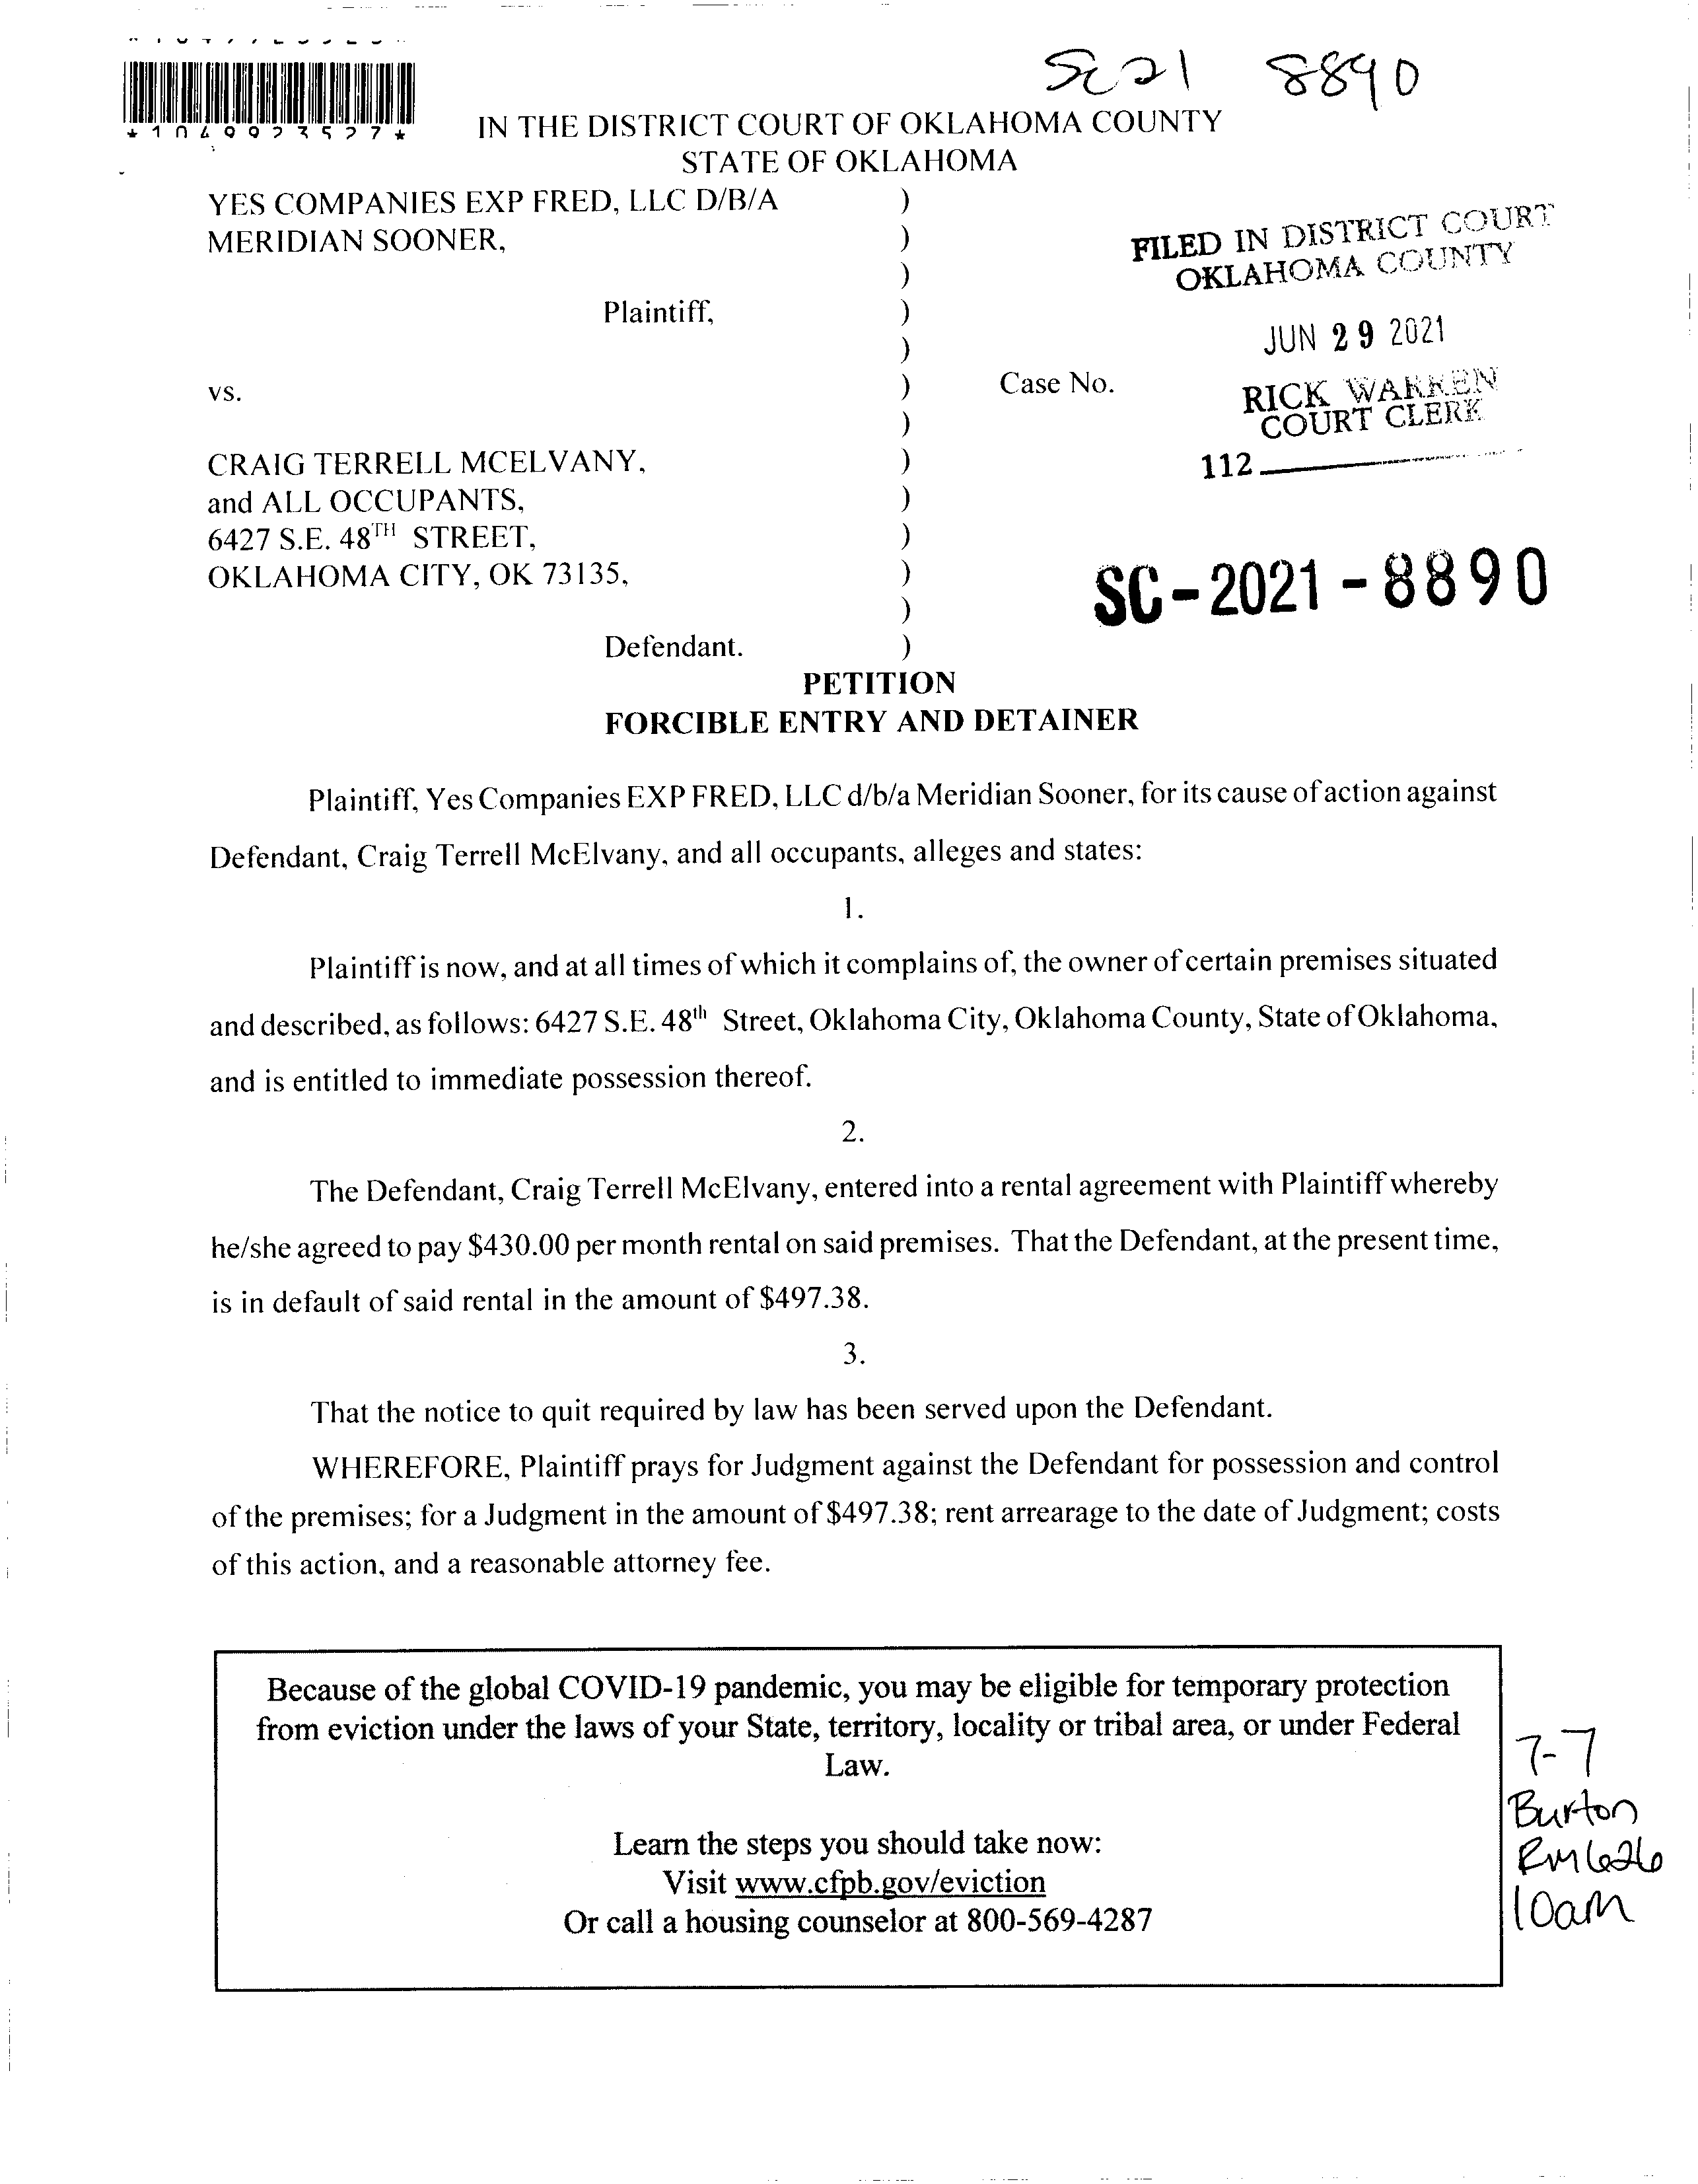 SC21 8890
*1049923527*
IN THE DISTRICT COURT OF OKLAHOMA COUNTY
STATE OF OKLAHOMA
YES COMPANIES EXP FRED, LLC D/B/A )
MERIDIAN SOONER, )
)
Plaintiff, )
)
vs. )
)
CRAIG TERRELL MCELVANY, )
and ALL OCCUPANTS, )
6427 S.E. 48TH STREET, )
OKLAHOMA CITY, OK 73135, )
)
Defendant. )
Case No.
FILED IN DISTRICT COURT
OKLAHOMA COUNTY
JUN 29 2021
RICK WARREN
COURT CLERK
112
SC-2021-8890
PETITION
FORCIBLE ENTRY AND DETAINER
Plaintiff, Yes Companies EXP FRED, LLC d/b/a Meridian Sooner, for its cause of action against
Defendant, Craig Terrell McElvany, and all occupants, alleges and states:
1.
Plaintiff is now, and at all times of which it complains of, the owner of certain premises situated
and described, as follows: 6427 S.E. 48th Street, Oklahoma City, Oklahoma County, State of Oklahoma,
and is entitled to immediate possession thereof.
2.
The Defendant, Craig Terrell McElvany, entered into a rental agreement with Plaintiff whereby
he/she agreed to pay $430.00 per month rental on said premises. That the Defendant, at the present time,
is in default of said rental in the amount of $497.38.
3.
That the notice to quit required by law has been served upon the Defendant.
WHEREFORE, Plaintiff prays for Judgment against the Defendant for possession and control
of the premises; for a Judgment in the amount of $497.38; rent arrearage to the date of Judgment; costs
of this action, and a reasonable attorney fee.
Because of the global COVID-19 pandemic, you may be eligible for temporary protection
from eviction under the laws of your State, territory, locality or tribal area, or under Federal
Law.
Learn the steps you should take now:
Visit www.cfpb.gov/eviction
Or call a housing counselor at 800-569-4287
7-7
Burton
Rm 626
10am